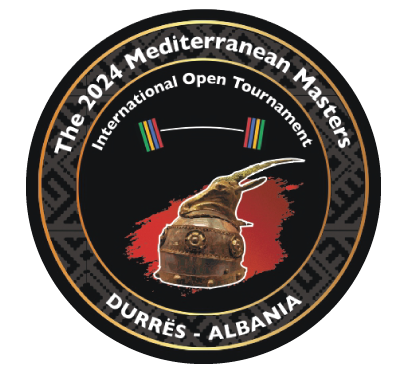 The 2024 Mediterranean Masters
International Open Tournament
DURRËS - ALBANIA